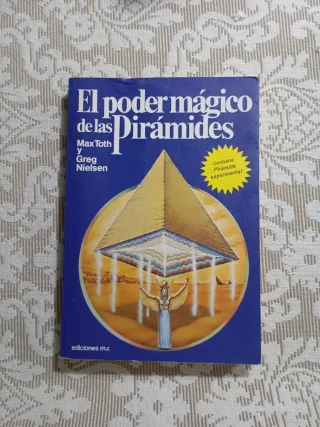 El poder mágico
de las Pirámides
Max Toth
y
Greg
Nielsen
contiene
Pirámide
experimental
ediciones m.r.